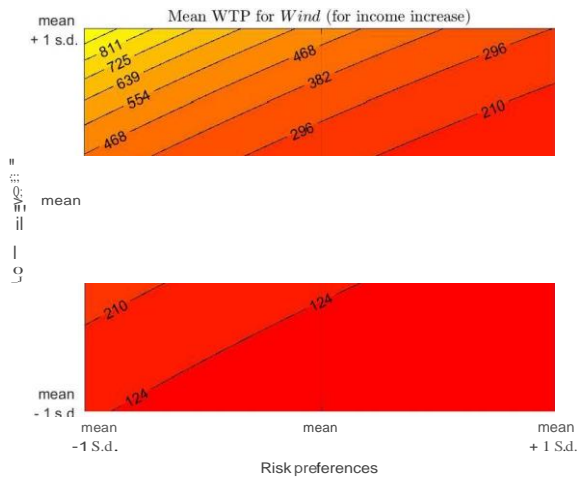 mean
+ 1 s.d.
Mean WTP for Wind (for income increase)
811
725
639
554
468
468
382
296
296
210
mean
210
124
124
mean
- 1 s.d
mean
-1 S.d.
mean
mean
+ 1 S.d.
Risk preferences